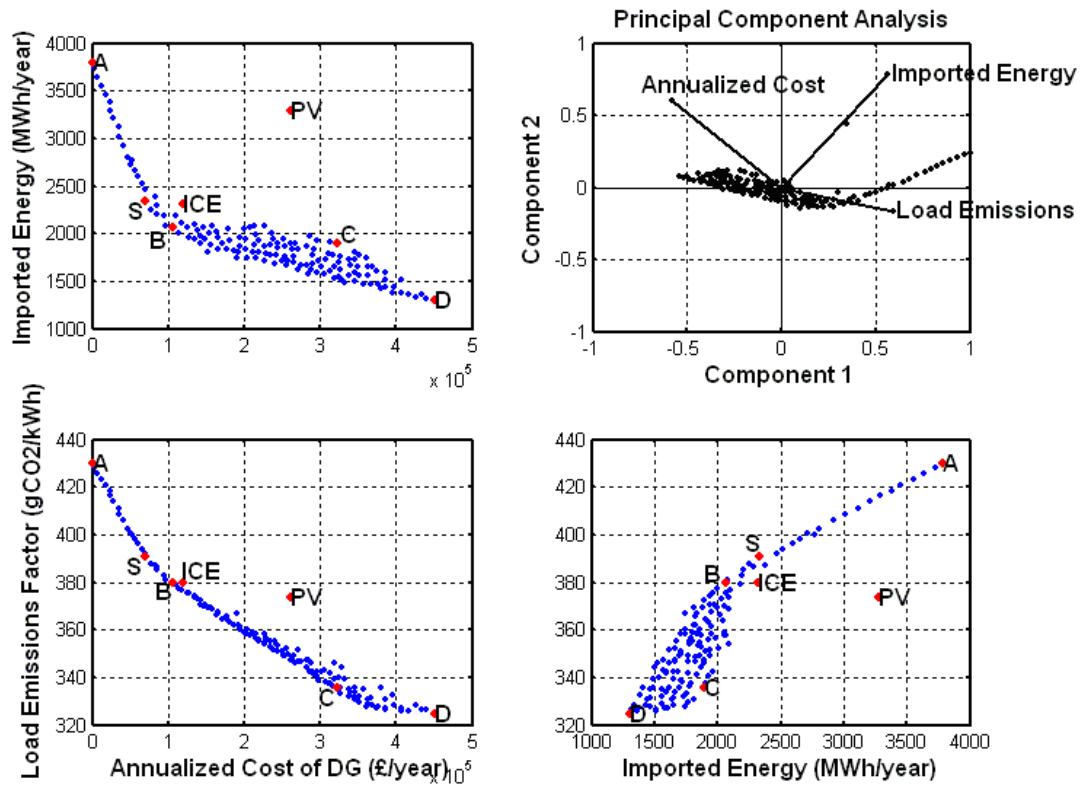 Imported Energy (MWh/year)
4000
3500
3000
2500
2000
1500
1000
A
PV
ICE
S
B
C
D
0
1
2
3
4
5
x 10^5
Principal Component Analysis
Component 2
1
0.5
0
-0.5
-1
Annualized Cost
Imported Energy
Load Emissions
-1
-0.5
0
0.5
1
Component 1
Load Emissions Factor (gCO2/kWh)
440
420
400
380
360
340
320
A
S
ICE
B
PV
C
D
0
1
2
3
4
5
Annualized Cost of DG (£/year)
x 10^5
440
420
400
380
360
340
320
A
S
B
ICE
PV
C
D
1000
1500
2000
2500
3000
3500
4000
Imported Energy (MWh/year)